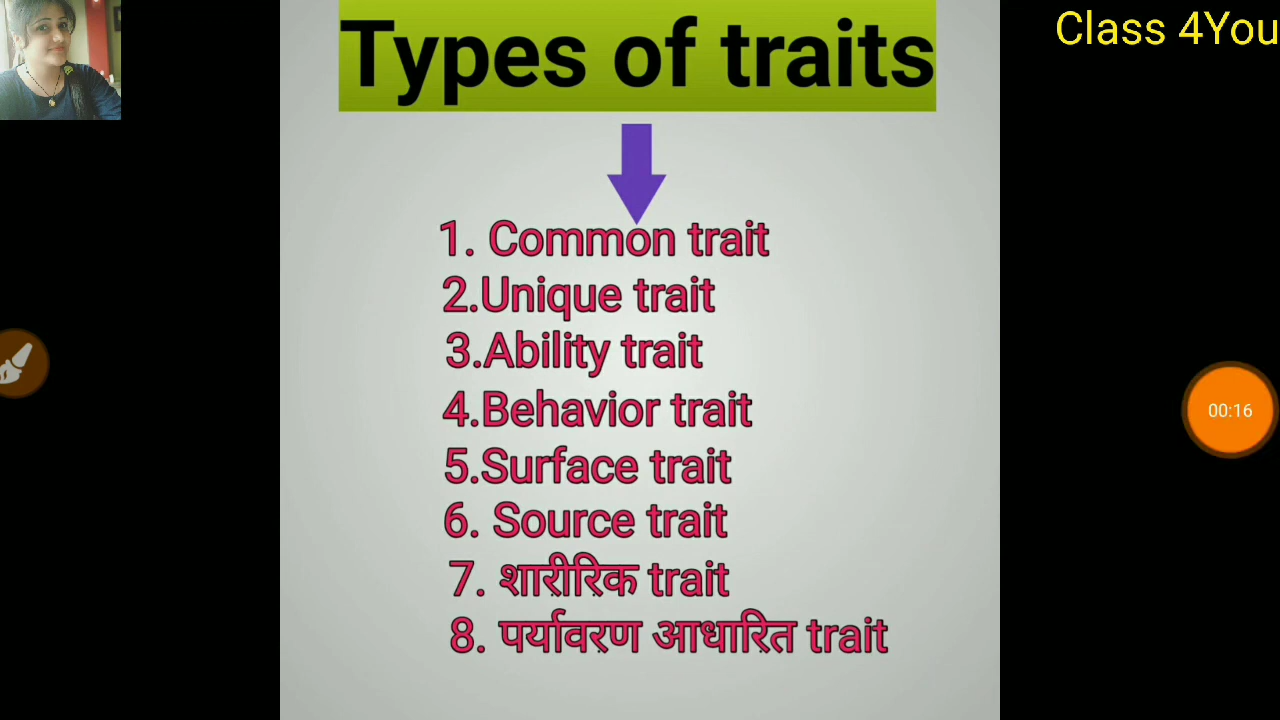 Types of traits
Class 4You
1. Common trait
2.Unique trait
3.Ability trait
4.Behavior trait
5.Surface trait
6. Source trait
7. शारीरिक trait
8. पर्यावरण आधारित trait
00:16